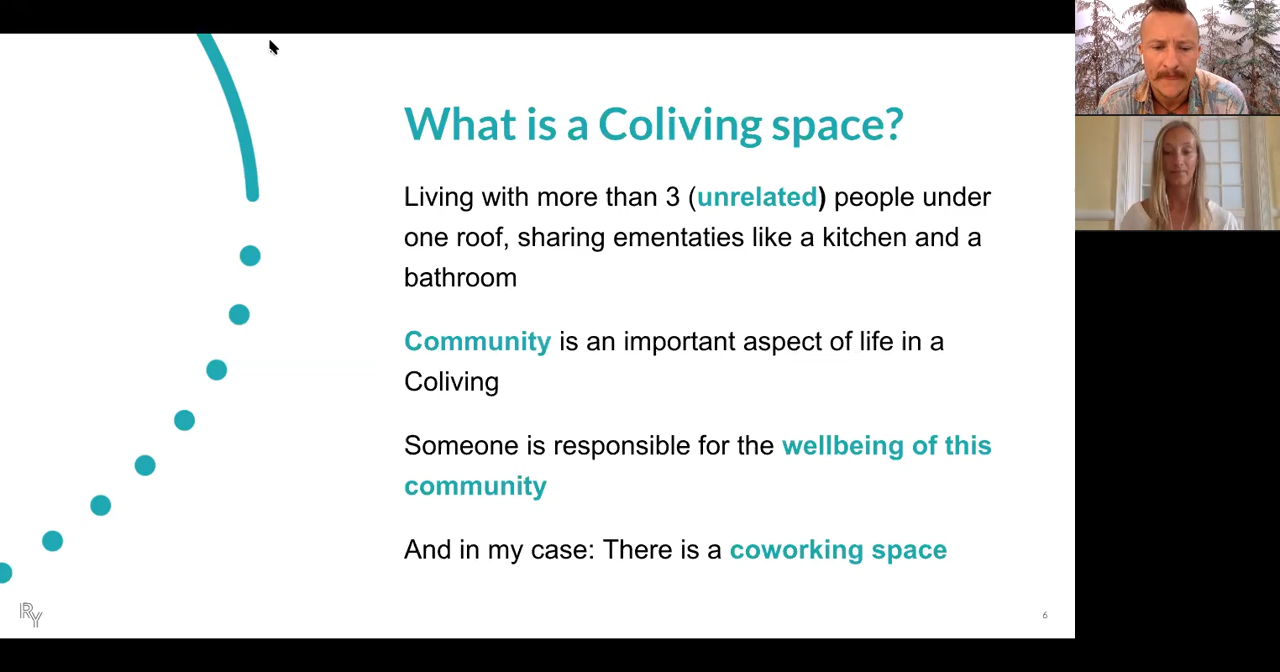 What is a Coliving space?
Living with more than 3 (unrelated) people under
one roof, sharing ementaties like a kitchen and a
bathroom
Community is an important aspect of life in a
Coliving
Someone is responsible for the wellbeing of this
community
And in my case: There is a coworking space
RY
6